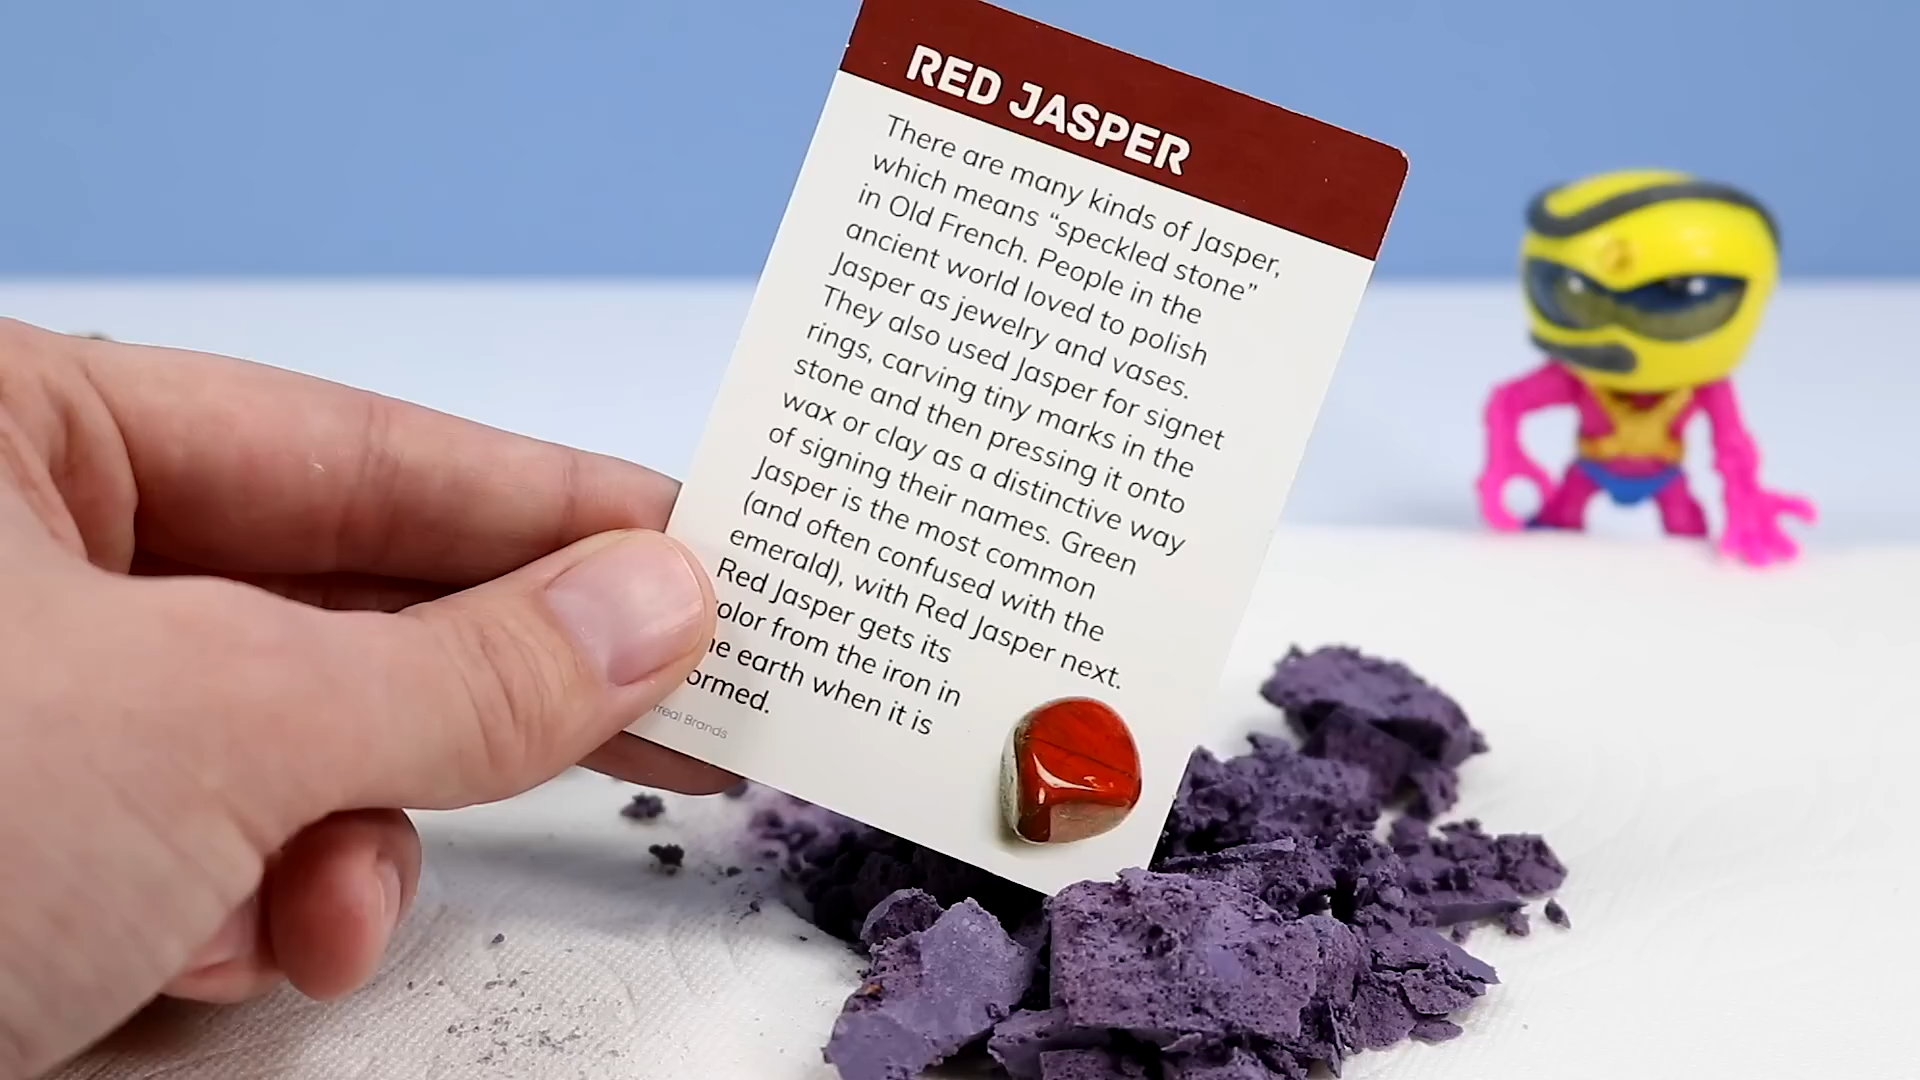 RED JASPER
There are many kinds of Jasper,
which means “speckled stone”
in Old French. People in the
ancient world loved to polish
Jasper as jewelry and vases.
They also used Jasper for signet
rings, carving tiny marks in the
stone and then pressing it onto
wax or clay as a distinctive way
of signing their names. Green
Jasper is the most common
(and often confused with the
emerald), with Red Jasper next.
Red Jasper gets its
olor from the iron in
e earth when it is
ormed.
rreal Brands